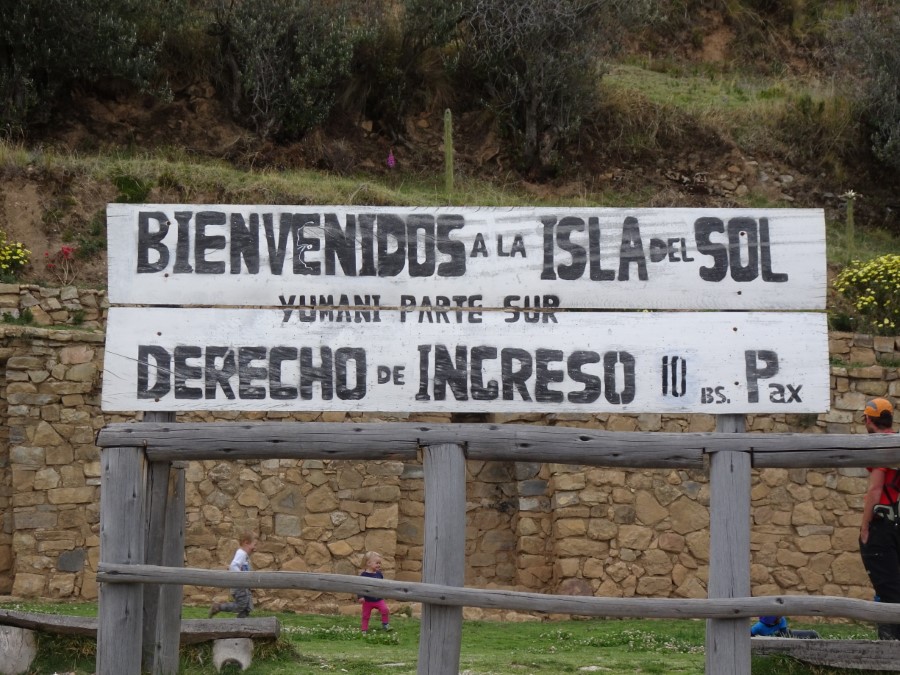 BIENVENIDOS A LA ISLA DEL SOL
YUMANI PARTE SUR
DERECHO DE INGRESO 10 BS. PAX